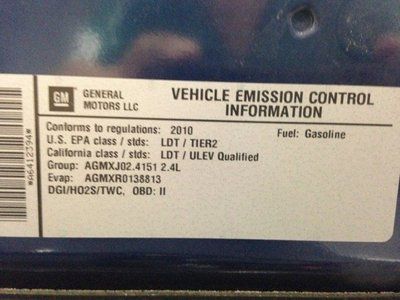 GM
GENERAL MOTORS LLC
VEHICLE EMISSION CONTROL
INFORMATION
Conforms to regulations: 2010 Fuel: Gasoline
U.S. EPA class / stds: LDT / TIER2
California class / stds: LDT / ULEV Qualified
Group: AGMXJ02.4151 2.4L
Evap: AGMXR0138813
DGI/HO2S/TWC, OBD: II
*A6412394*